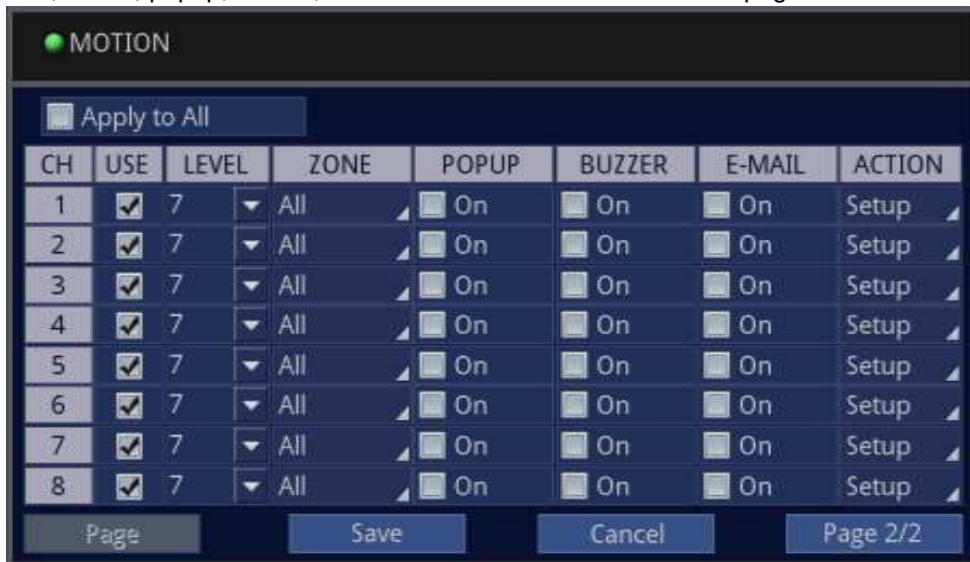 MOTION
Apply to All
CH USE LEVEL ZONE POPUP BUZZER E-MAIL ACTION
1 7 All On On On Setup
2 7 All On On On Setup
3 7 All On On On Setup
4 7 All On On On Setup
5 7 All On On On Setup
6 7 All On On On Setup
7 7 All On On On Setup
8 7 All On On On Setup
Page Save Cancel Page 2/2